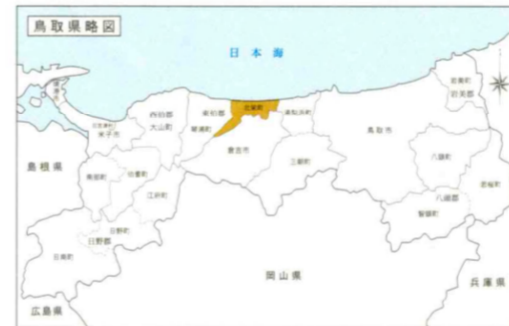 鳥取県略図
日本海
岩美町
岩美郡
西伯郡
大山町
東伯郡
北栄町
湯梨浜町
琴浦町
米子市
鳥取市
倉吉市
三朝町
八頭町
島根県
南部町
伯耆町
江府町
若桜町
八頭郡
智頭町
日野町
日野郡
日南町
岡山県
兵庫県
広島県